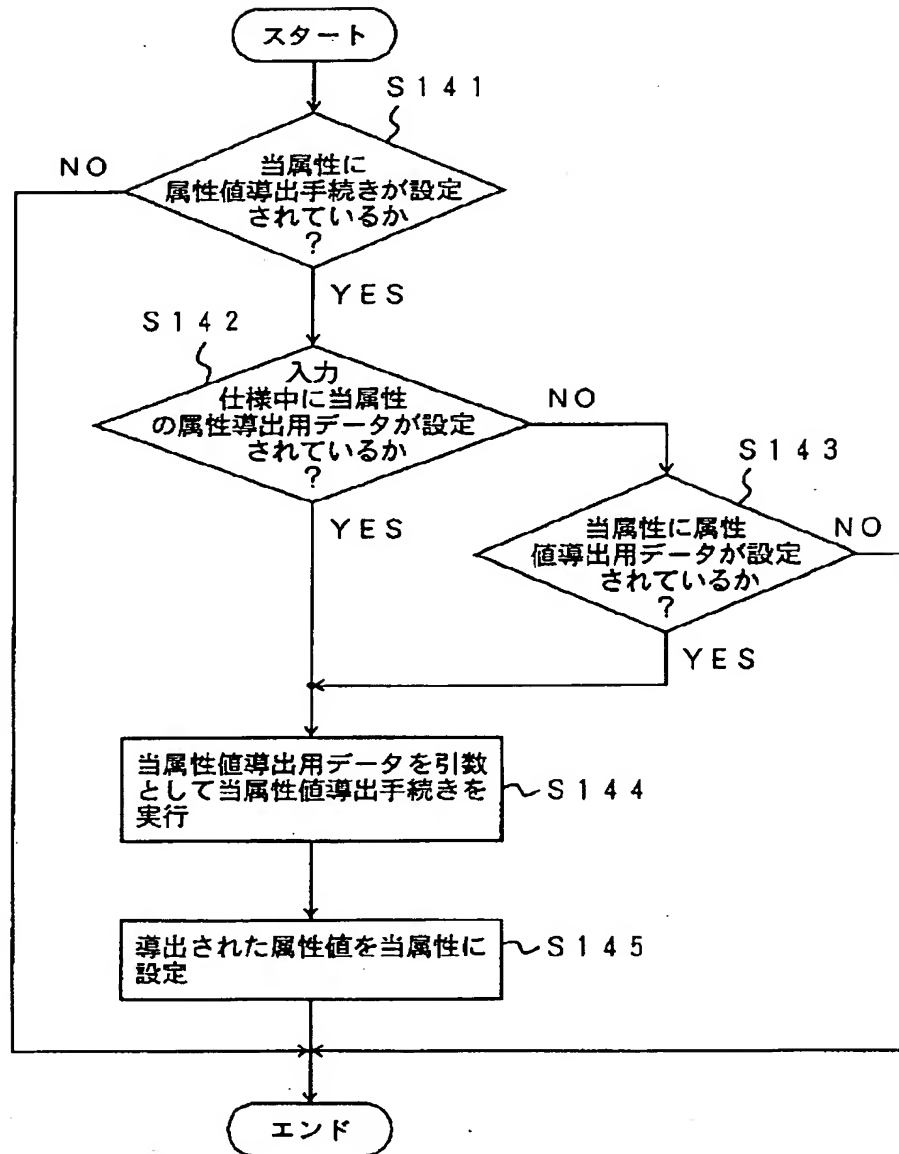 スタート
S141
NO
当属性に
属性値導出手続きが設定
されているか
?
YES
S142
入力
仕様中に当属性
の属性導出用データが設定
されているか
?
NO
YES
S143
当属性に属性
値導出用データが設定
されているか
?
NO
YES
当属性値導出用データを引数
として当属性値導出手続きを
実行
S144
導出された属性値を当属性に
設定
S145
エンド